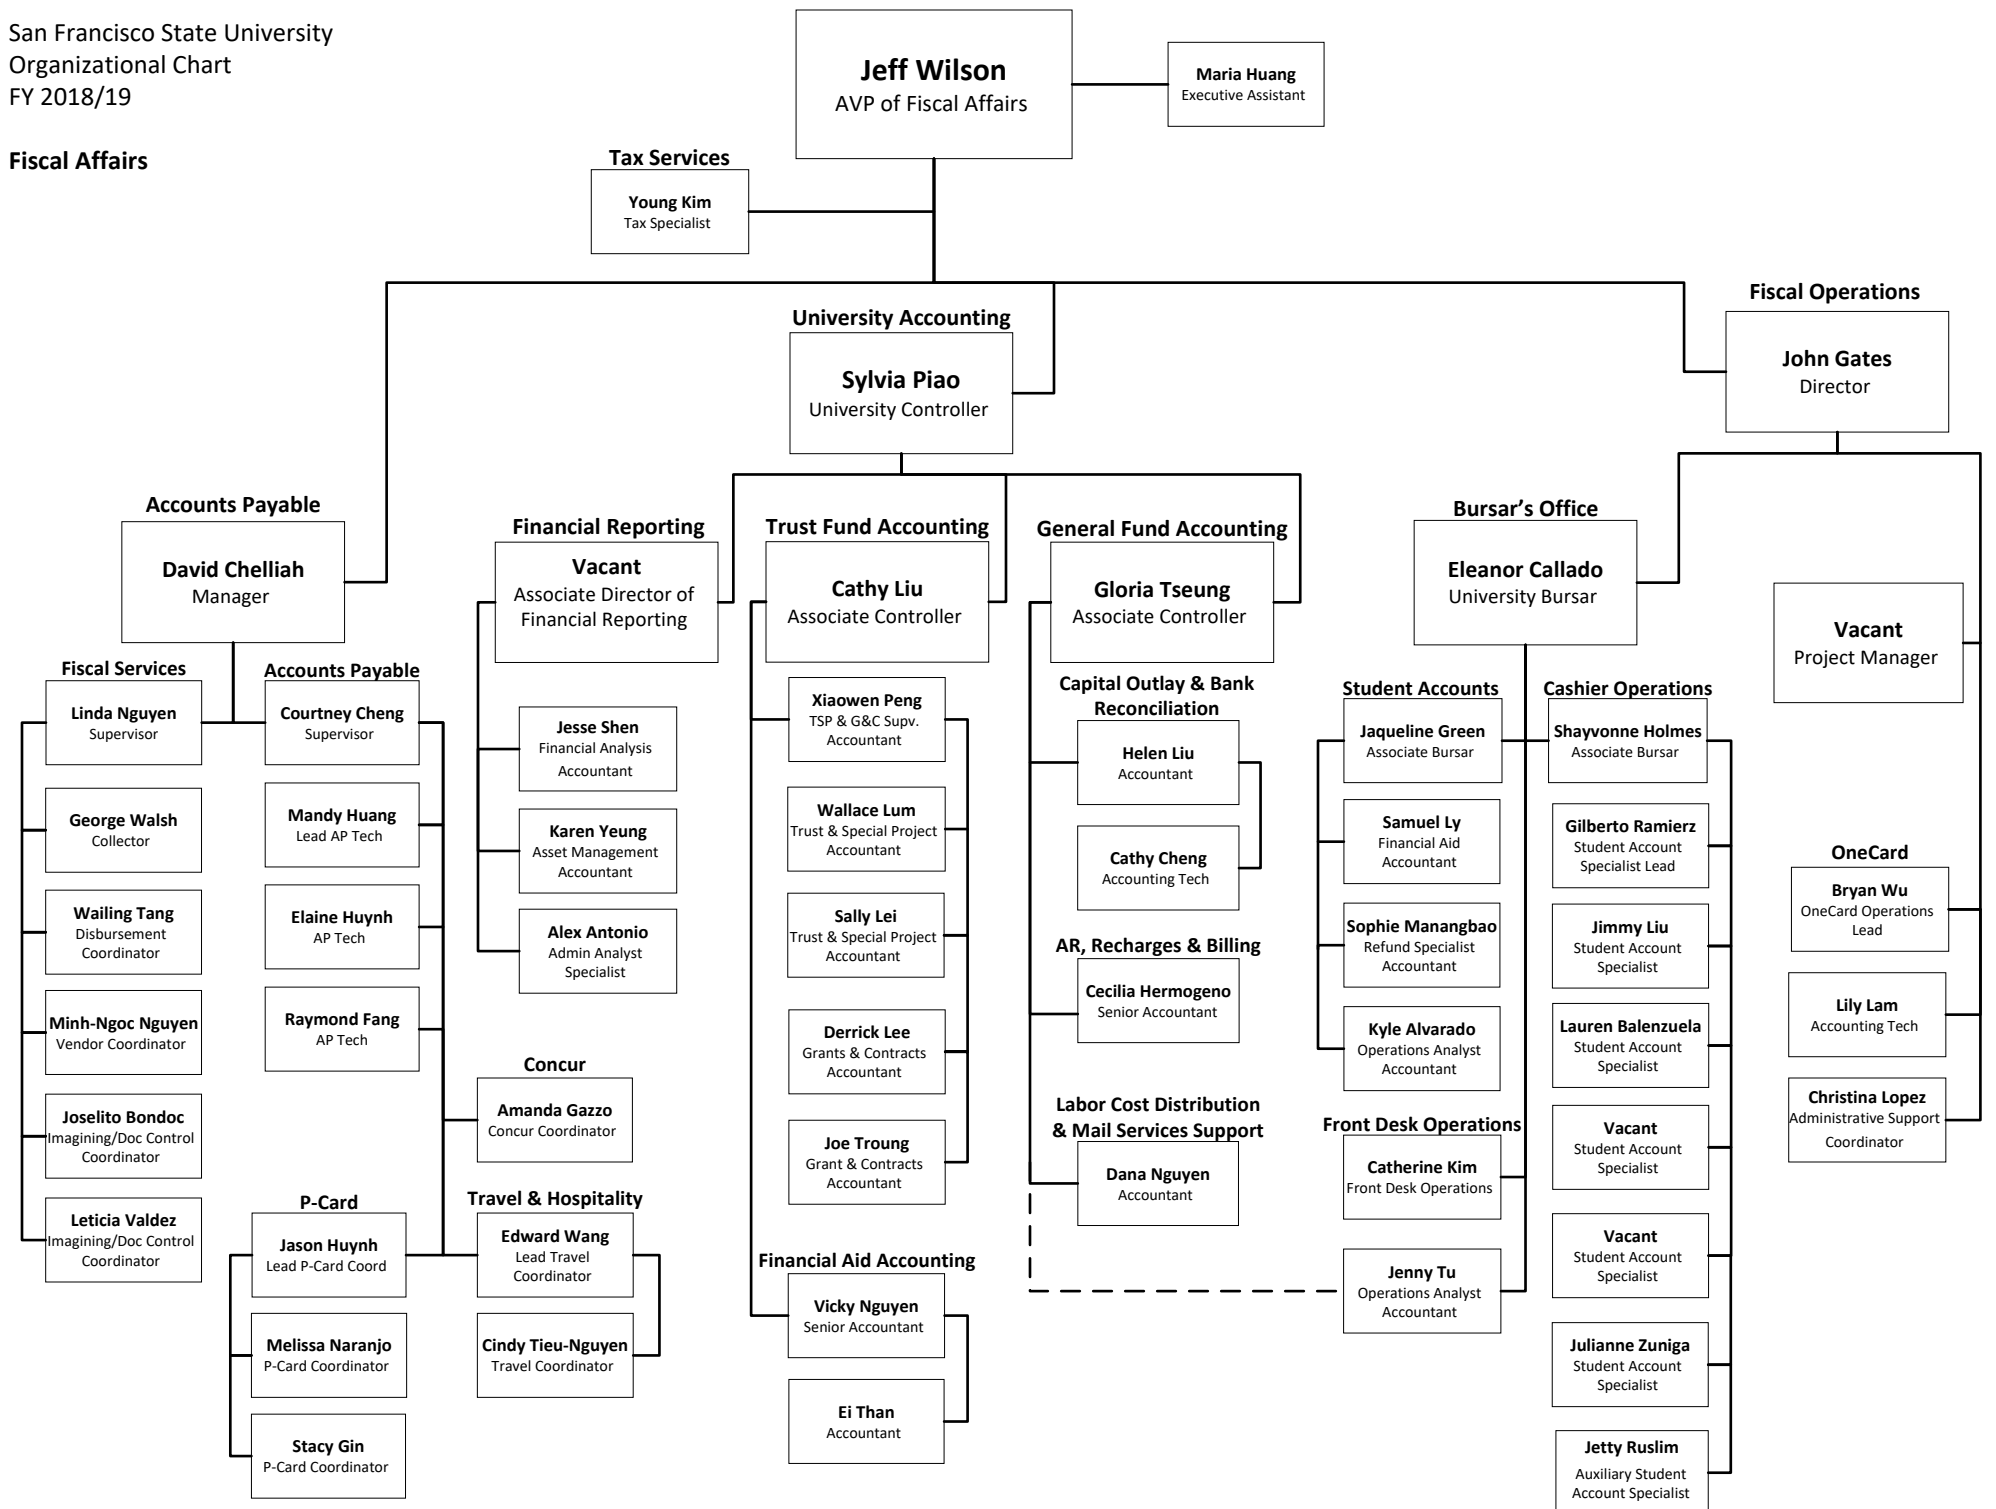 San Francisco State University
Organizational Chart
FY 2018/19
Fiscal Affairs
Jeff Wilson
AVP of Fiscal Affairs
Maria Huang
Executive Assistant
Tax Services
Young Kim
Tax Specialist
University Accounting
Sylvia Piao
University Controller
Fiscal Operations
John Gates
Director
Accounts Payable
David Chelliah
Manager
Fiscal Services
Linda Nguyen
Supervisor
George Walsh
Collector
Wailing Tang
Disbursement
Coordinator
Minh-Ngoc Nguyen
Vendor Coordinator
Joselito Bondoc
Imagining/Doc Control
Coordinator
Leticia Valdez
Imagining/Doc Control
Coordinator
Accounts Payable
Courtney Cheng
Supervisor
Mandy Huang
Lead AP Tech
Elaine Huynh
AP Tech
Raymond Fang
AP Tech
Concur
Amanda Gazzo
Concur Coordinator
P-Card
Jason Huynh
Lead P-Card Coord
Melissa Naranjo
P-Card Coordinator
Stacy Gin
P-Card Coordinator
Travel & Hospitality
Edward Wang
Lead Travel
Coordinator
Cindy Tieu-Nguyen
Travel Coordinator
Financial Reporting
Vacant
Associate Director of
Financial Reporting
Jesse Shen
Financial Analysis
Accountant
Karen Yeung
Asset Management
Accountant
Alex Antonio
Admin Analyst
Specialist
Trust Fund Accounting
Cathy Liu
Associate Controller
Xiaowen Peng
TSP & G&C Supv.
Accountant
Wallace Lum
Trust & Special Project
Accountant
Sally Lei
Trust & Special Project
Accountant
Derrick Lee
Grants & Contracts
Accountant
Joe Troung
Grant & Contracts
Accountant
Financial Aid Accounting
Vicky Nguyen
Senior Accountant
Ei Than
Accountant
General Fund Accounting
Gloria Tseung
Associate Controller
Capital Outlay & Bank
Reconciliation
Helen Liu
Accountant
Cathy Cheng
Accounting Tech
AR, Recharges & Billing
Cecilia Hermogeno
Senior Accountant
Labor Cost Distribution
& Mail Services Support
Dana Nguyen
Accountant
Bursar's Office
Eleanor Callado
University Bursar
Student Accounts
Jaqueline Green
Associate Bursar
Samuel Ly
Financial Aid
Accountant
Sophie Manangbao
Refund Specialist
Accountant
Kyle Alvarado
Operations Analyst
Accountant
Front Desk Operations
Catherine Kim
Front Desk Operations
Jenny Tu
Operations Analyst
Accountant
Cashier Operations
Shayvonne Holmes
Associate Bursar
Gilberto Ramierz
Student Account
Specialist Lead
Jimmy Liu
Student Account
Specialist
Lauren Balenzuela
Student Account
Specialist
Vacant
Student Account
Specialist
Vacant
Student Account
Specialist
Julianne Zuniga
Student Account
Specialist
Jetty Ruslim
Auxiliary Student
Account Specialist
Vacant
Project Manager
OneCard
Bryan Wu
OneCard Operations
Lead
Lily Lam
Accounting Tech
Christina Lopez
Administrative Support
Coordinator